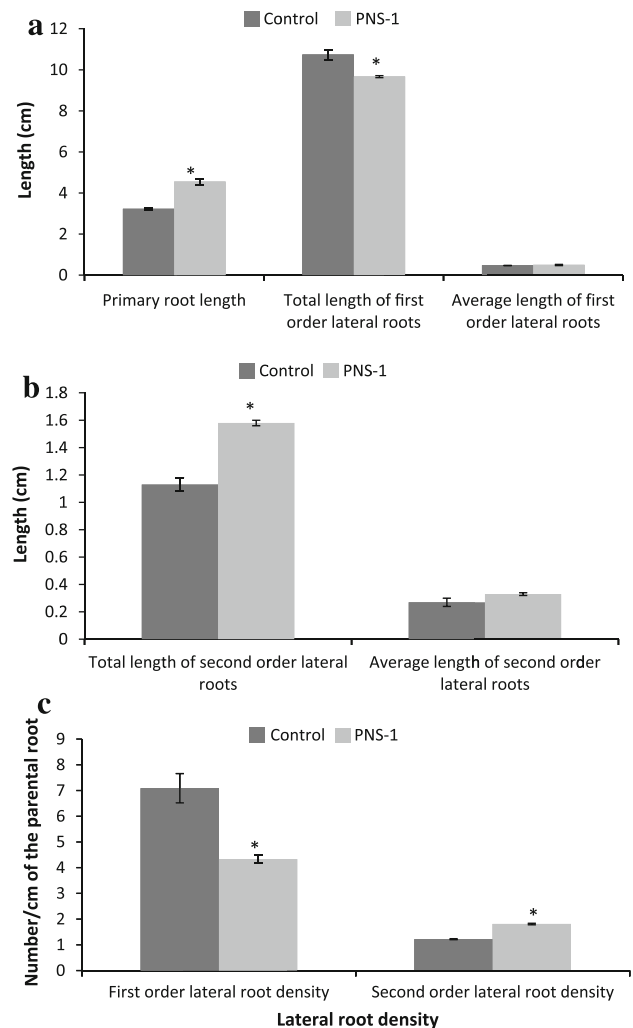 a
Control PNS-1
12
10
8
6
4
2
0
Length (cm)
*
*
Primary root length
Total length of first
order lateral roots
Average length of first
order lateral roots
b
Control PNS-1
1.8
1.6
1.4
1.2
1
0.8
0.6
0.4
0.2
0
Length (cm)
*
Total length of second order lateral
roots
Average length of second order
lateral roots
c
Control PNS-1
9
8
7
6
5
4
3
2
1
0
Number/cm of the parental root
*
*
First order lateral root density
Second order lateral root density
Lateral root density